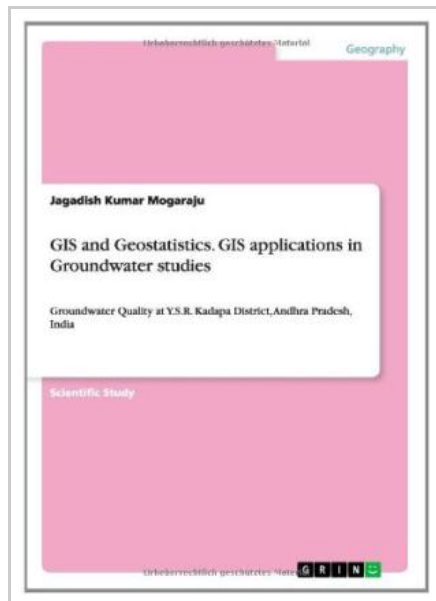 Urheberrechtlich geschütztes Material
Geography
Jagadish Kumar Mogaraju
GIS and Geostatistics. GIS applications in
Groundwater studies
Groundwater Quality at Y.S.R. Kadapa District, Andhra Pradesh,
India
Scientific Study
Urheberrechtlich geschütztes Mate
G R I N